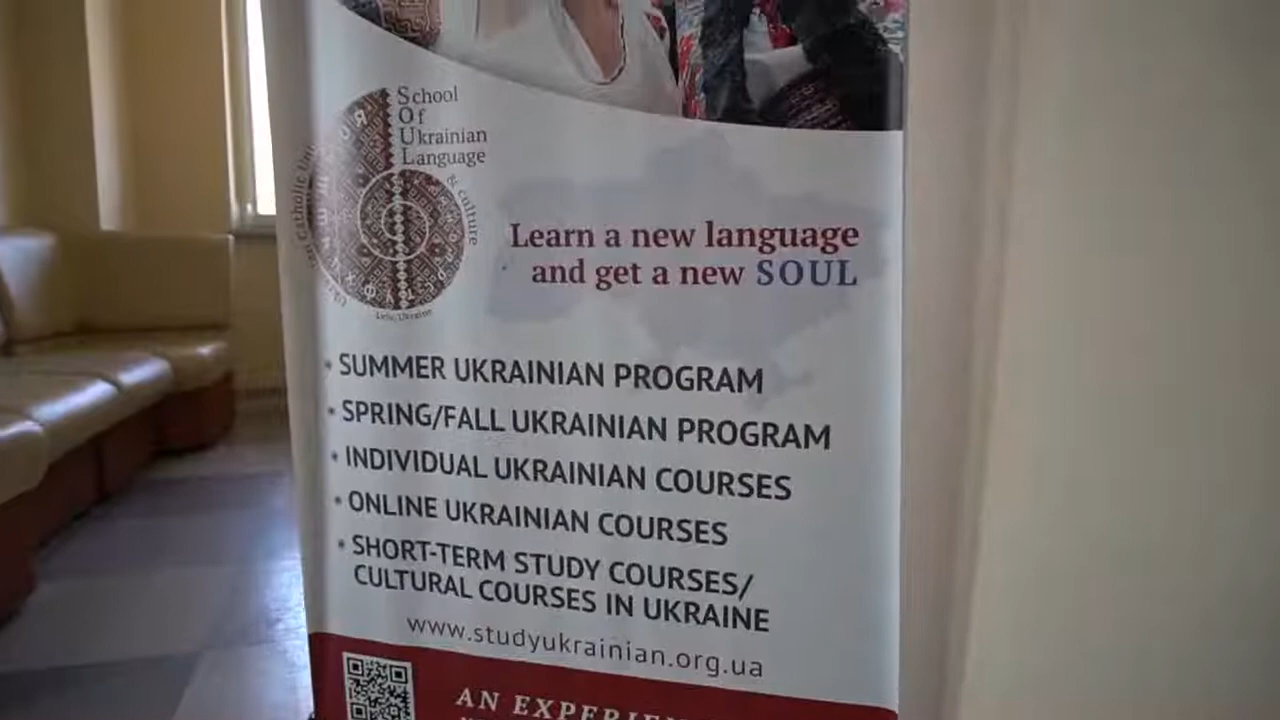 School
Of
Ukrainian
Language
& culture
Lviv, Ukraine
Learn a new language
and get a new SOUL
• SUMMER UKRAINIAN PROGRAM
• SPRING/FALL UKRAINIAN PROGRAM
• INDIVIDUAL UKRAINIAN COURSES
• ONLINE UKRAINIAN COURSES
• SHORT-TERM STUDY COURSES/
CULTURAL COURSES IN UKRAINE
www.studyukrainian.org.ua
AN